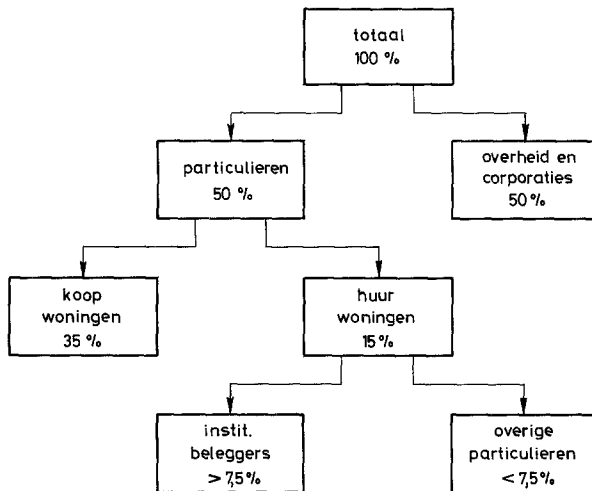 totaal
100 %
particulieren
50 %
overheid en
corporaties
50 %
koop
woningen
35 %
huur
woningen
15 %
instit.
beleggers
> 7,5 %
overige
particulieren
< 7,5 %